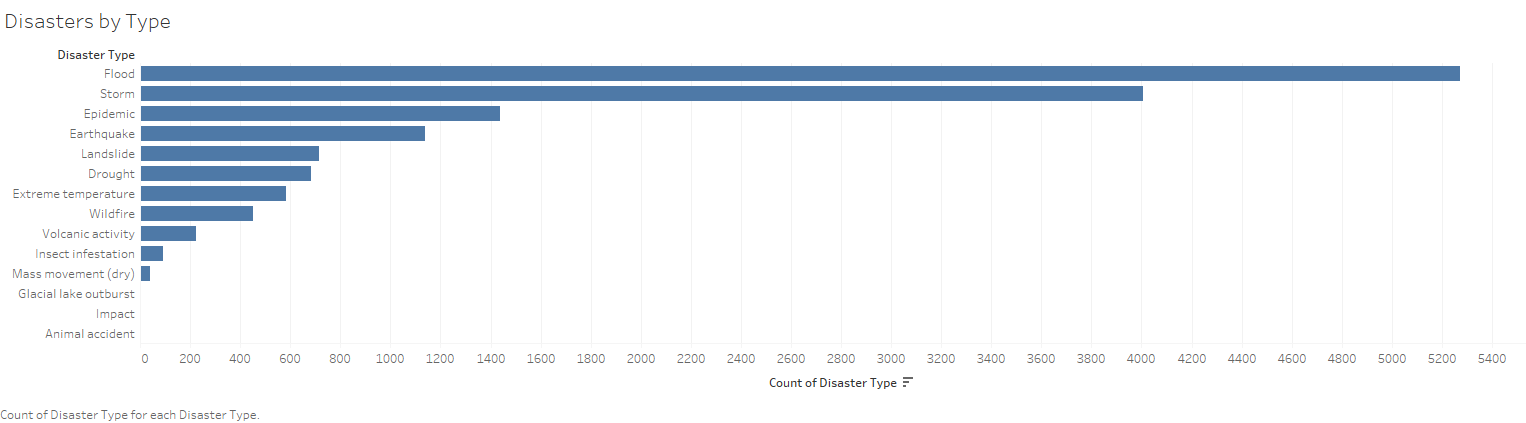 Disasters by Type
Disaster Type
Flood
Storm
Epidemic
Earthquake
Landslide
Drought
Extreme temperature
Wildfire
Volcanic activity
Insect infestation
Mass movement (dry)
Glacial lake outburst
Impact
Animal accident
0 200 400 600 800 1000 1200 1400 1600 1800 2000 2200 2400 2600 2800 3000 3200 3400 3600 3800 4000 4200 4400 4600 4800 5000 5200 5400
Count of Disaster Type
Count of Disaster Type for each Disaster Type.